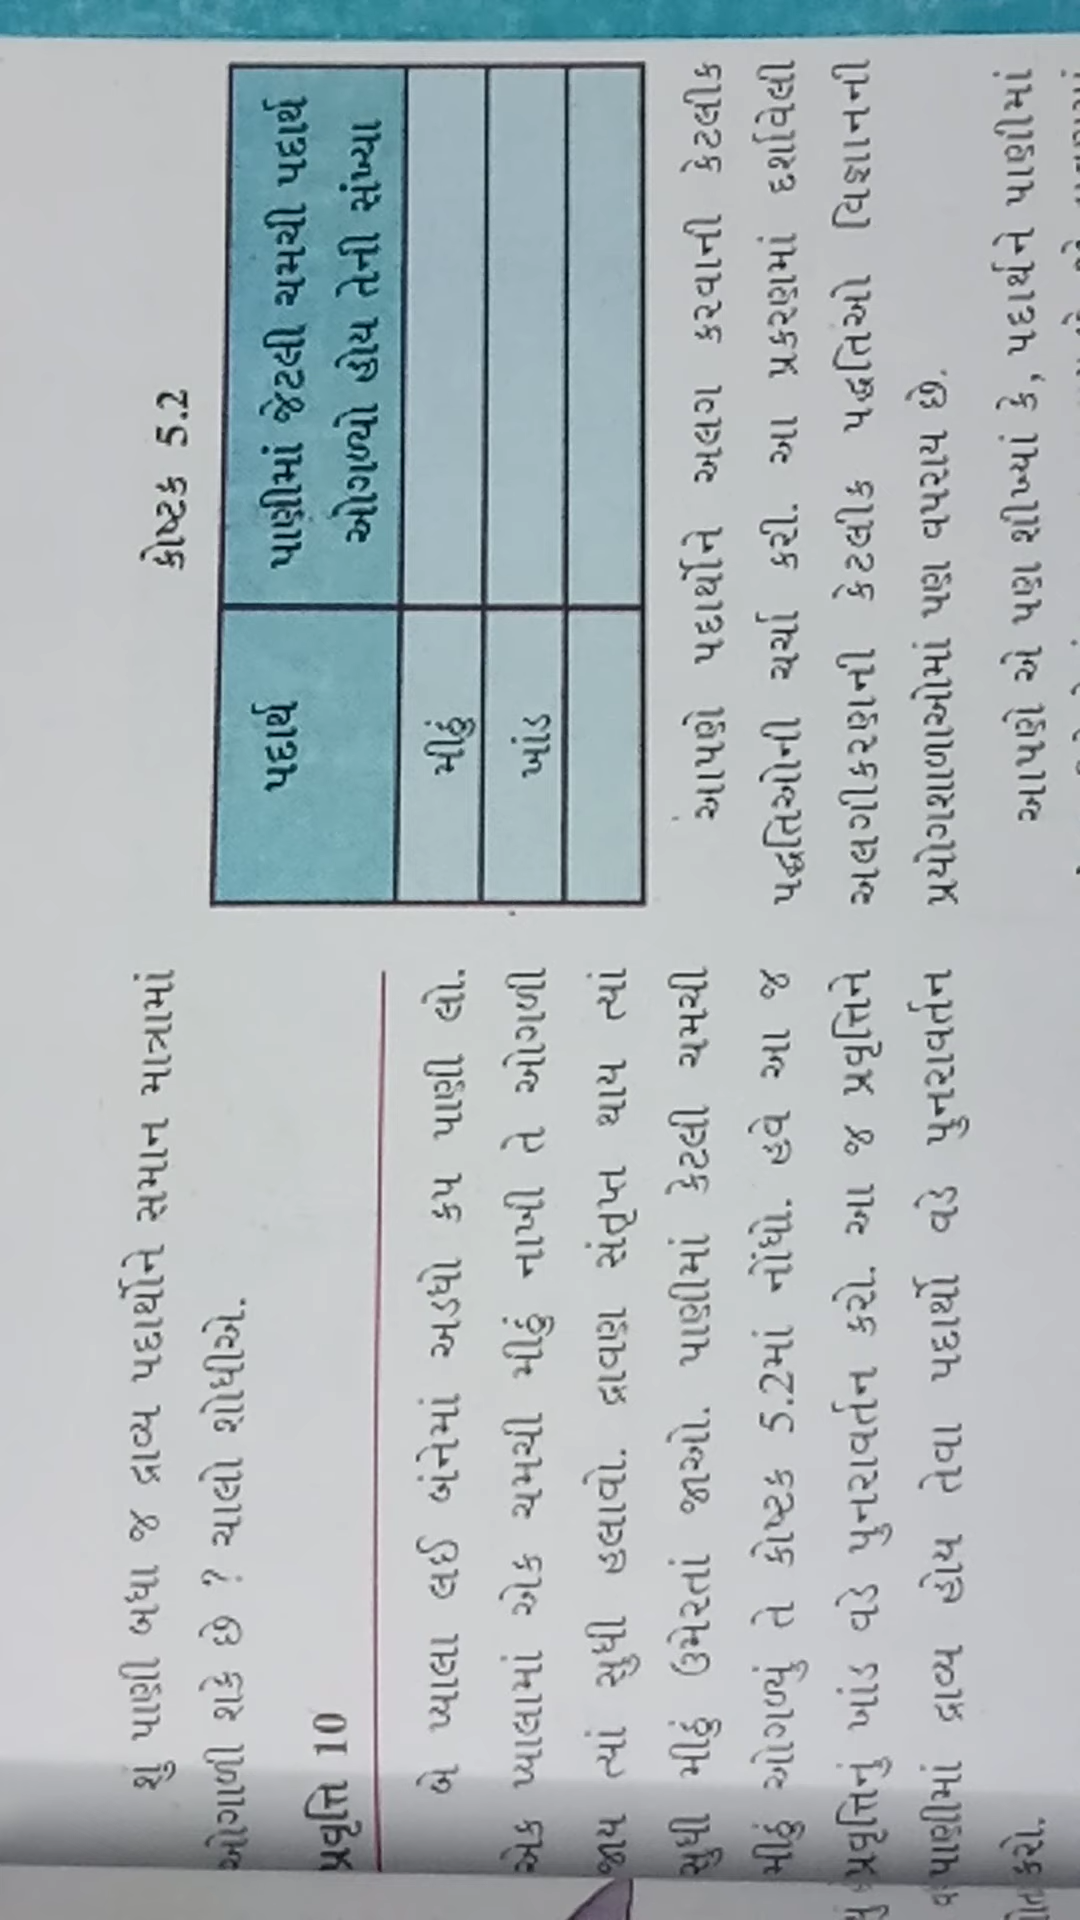 શું પાણી બધા જ દ્રાવ્ય પદાર્થોને સમાન માત્રામાં
ઓગાળી શકે છે ? ચાલો શોધીએ.
પ્રવૃત્તિ 10
બે પ્યાલા લઈ બંનેમાં અડધો કપ પાણી લો.
એક પ્યાલામાં એક ચમચી મીઠું નાખી તે ઓગળી
જાય ત્યાં સુધી હલાવો. દ્રાવણ સંતૃપ્ત થાય ત્યાં
સુધી મીઠું ઉમેરતાં જાઓ. પાણીમાં કેટલી ચમચી
મીઠું ઓગળ્યું તે કોષ્ટક 5.2માં નોંધો. હવે આ જ
પ્રવૃત્તિનું ખાંડ વડે પુનરાવર્તન કરો. આ જ પ્રવૃત્તિને
પાણીમાં દ્રાવ્ય હોય તેવા પદાર્થો વડે પુનરાવર્તન
કરો.
કોષ્ટક 5.2
પદાર્થ
પાણીમાં જેટલી ચમચી પદાર્થ
ઓગળ્યો હોય તેની સંખ્યા
મીઠું
ખાંડ
આપણે પદાર્થોને અલગ કરવાની કેટલીક
પદ્ધતિઓની ચર્ચા કરી. આ પ્રકરણમાં દર્શાવેલી
અલગીકરણની કેટલીક પદ્ધતિઓ વિજ્ઞાનની
પ્રયોગશાળાઓમાં પણ વપરાય છે.
આપણે એ પણ શીખ્યાં કે, પદાર્થને પાણીમાં